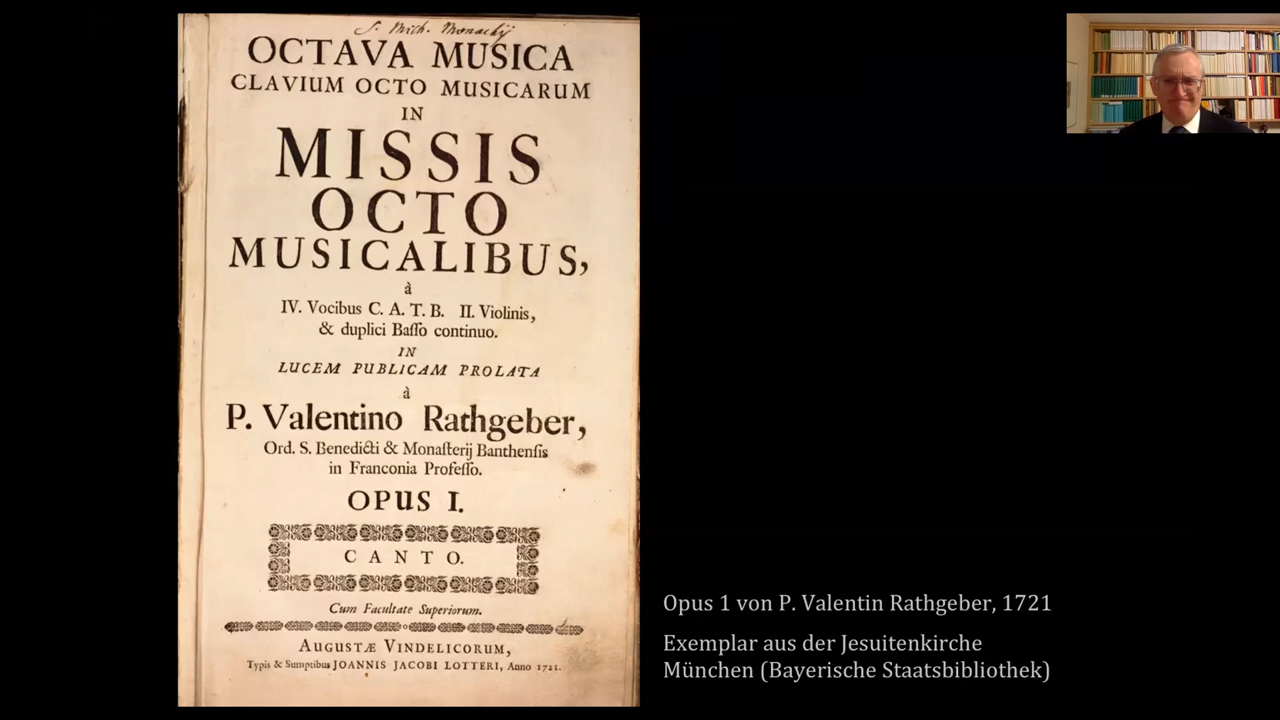 S. Mich. Monachij
OCTAVA MUSICA
CLAVIUM OCTO MUSICARUM
IN
MISSIS
OCTO
MUSICALIBUS,
à
IV. Vocibus C. A. T. B. II. Violinis,
& duplici Baſſo continuo.
IN
LUCEM PUBLICAM PROLATA
à
P. Valentino Rathgeber,
Ord. S. Benedicti & Monaſterij Banthenſis
in Franconia Profeſſo.
OPUS I.
CANTO.
Cum Facultate Superiorum.
AUGUSTÆ VINDELICORUM,
Typis & Sumptibus JOANNIS JACOBI LOTTERI, Anno 1721.
Opus 1 von P. Valentin Rathgeber, 1721
Exemplar aus der Jesuitenkirche
München (Bayerische Staatsbibliothek)